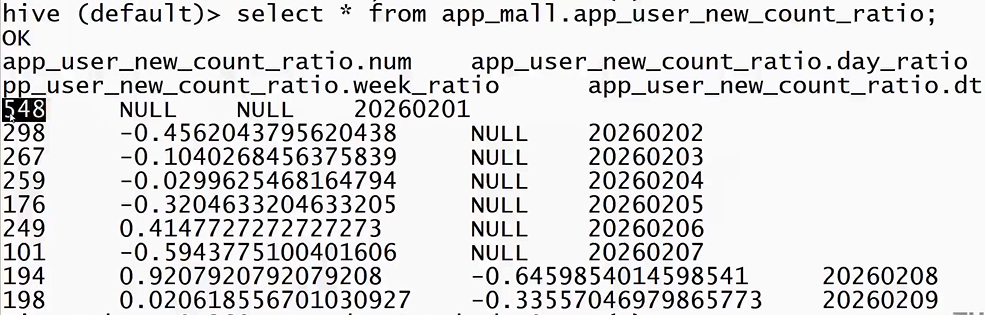 hive (default)> select * from app_mall.app_user_new_count_ratio;
OK
app_user_new_count_ratio.num app_user_new_count_ratio.day_ratio
pp_user_new_count_ratio.week_ratio app_user_new_count_ratio.dt
548 NULL NULL 20260201
298 -0.4562043795620438 NULL 20260202
267 -0.1040268456375839 NULL 20260203
259 -0.0299625468164794 NULL 20260204
176 -0.3204633204633205 NULL 20260205
249 0.4147727272727273 NULL 20260206
101 -0.5943775100401606 NULL 20260207
194 0.9207920792079208 -0.6459854014598541 20260208
198 0.020618556701030927 -0.33557046979865773 20260209